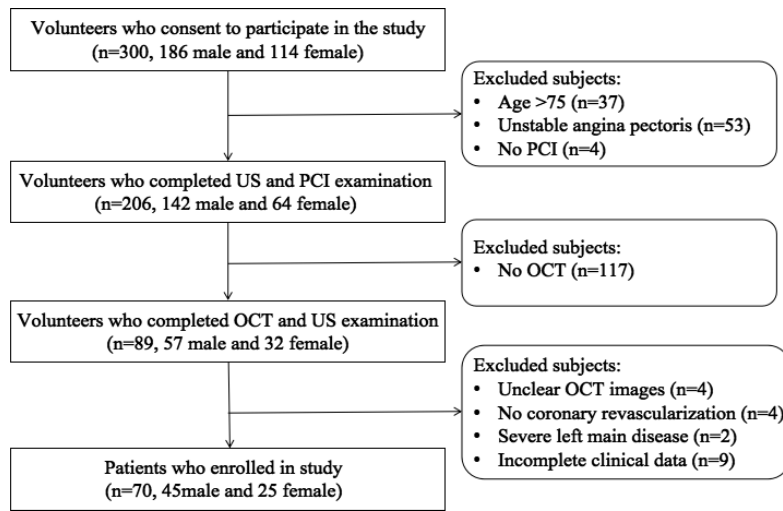 Volunteers who consent to participate in the study
(n=300, 186 male and 114 female)
Excluded subjects:
• Age >75 (n=37)
• Unstable angina pectoris (n=53)
• No PCI (n=4)
Volunteers who completed US and PCI examination
(n=206, 142 male and 64 female)
Excluded subjects:
• No OCT (n=117)
Volunteers who completed OCT and US examination
(n=89, 57 male and 32 female)
Excluded subjects:
• Unclear OCT images (n=4)
• No coronary revascularization (n=4)
• Severe left main disease (n=2)
• Incomplete clinical data (n=9)
Patients who enrolled in study
(n=70, 45male and 25 female)